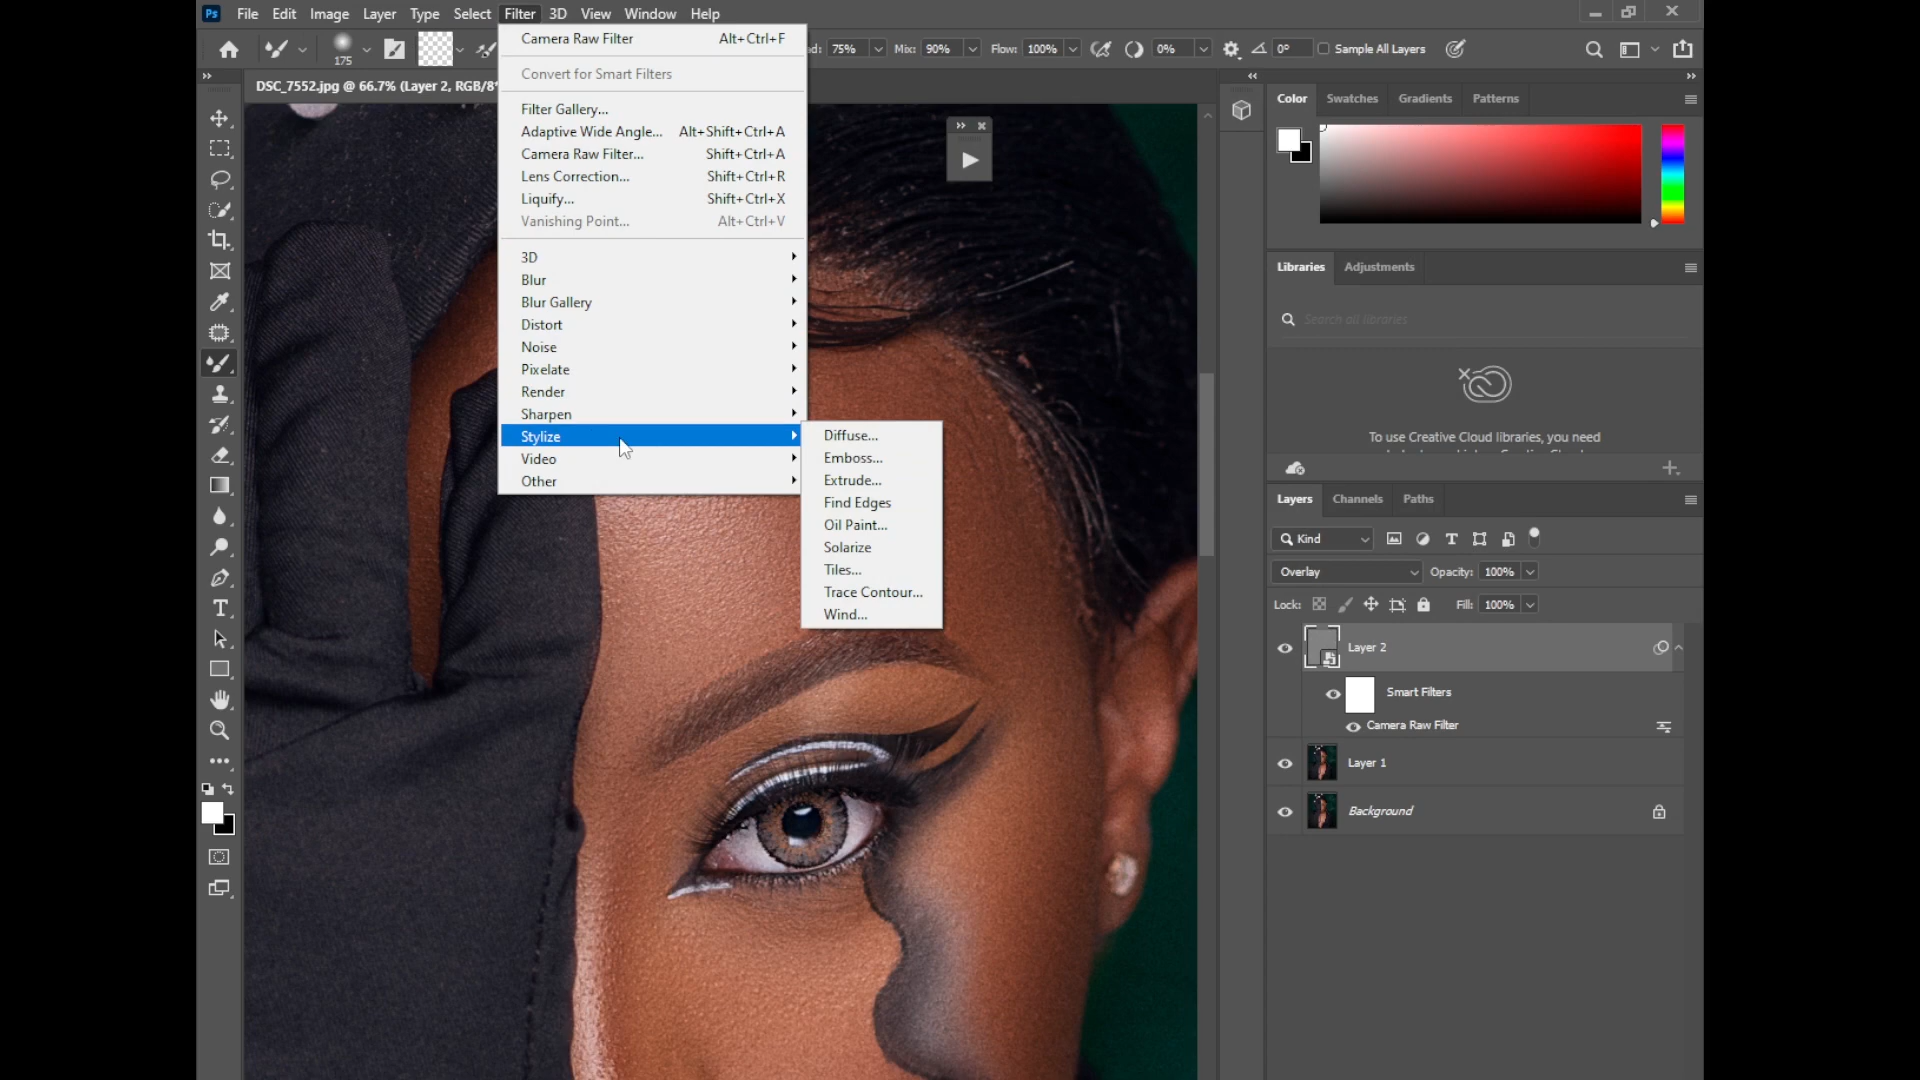 Ps File Edit Image Layer Type Select Filter 3D View Window Help
175
75% Mix: 90% Flow: 100% 0% 0° Sample All Layers
DSC_7552.jpg @ 66.7% (Layer 2, RGB/8*
Camera Raw Filter Alt+Ctrl+F
Convert for Smart Filters
Filter Gallery...
Adaptive Wide Angle... Alt+Shift+Ctrl+A
Camera Raw Filter... Shift+Ctrl+A
Lens Correction... Shift+Ctrl+R
Liquify... Shift+Ctrl+X
Vanishing Point... Alt+Ctrl+V
3D
Blur
Blur Gallery
Distort
Noise
Pixelate
Render
Sharpen
Stylize
Video
Other
Diffuse...
Emboss...
Extrude...
Find Edges
Oil Paint...
Solarize
Tiles...
Trace Contour...
Wind...
Color Swatches Gradients Patterns
Libraries Adjustments
Search all libraries
To use Creative Cloud libraries, you need
Layers Channels Paths
Kind
Overlay Opacity: 100%
Lock: Fill: 100%
Layer 2
Smart Filters
Camera Raw Filter
Layer 1
Background